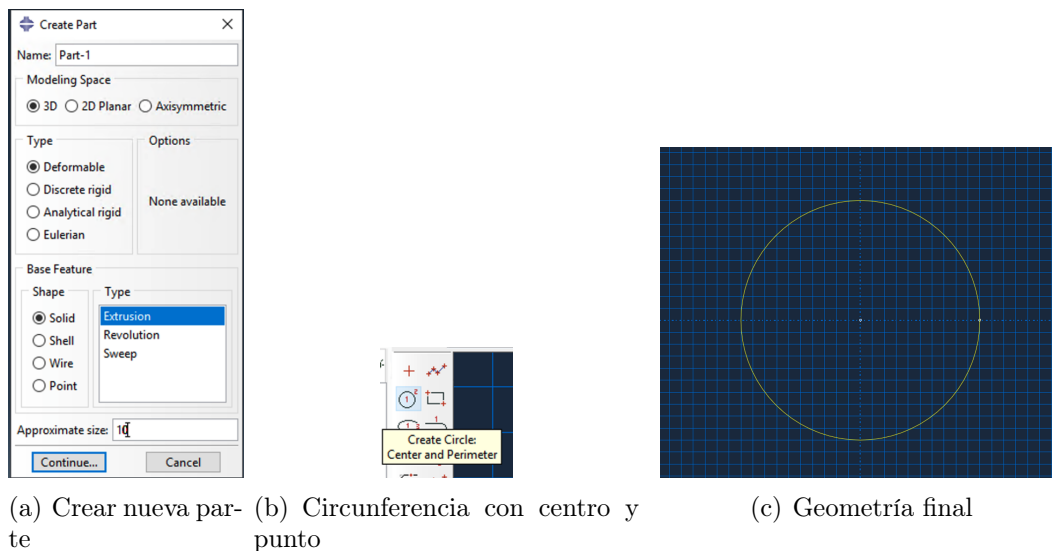 Create Part
Name: Part-1
Modeling Space
3D 2D Planar Axisymmetric
Type
Options
Deformable
Discrete rigid
Analytical rigid
Eulerian
None available
Base Feature
Shape
Type
Solid
Shell
Wire
Point
Extrusion
Revolution
Sweep
Approximate size: 10
Continue... Cancel
Create Circle:
Center and Perimeter
(a) Crear nueva par-
te
(b) Circunferencia con centro y
punto
(c) Geometría final